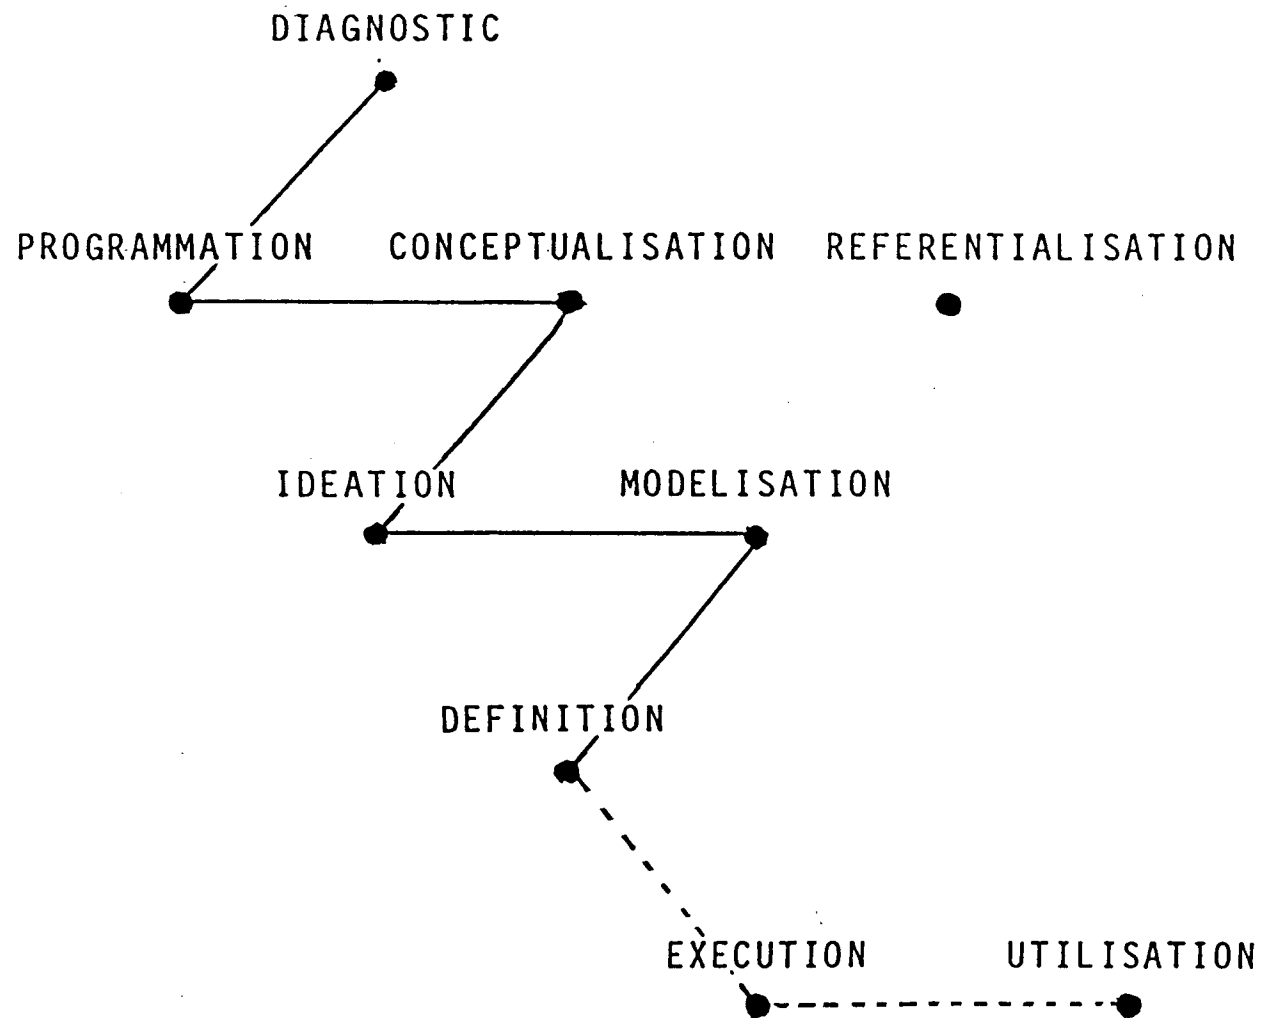 DIAGNOSTIC
PROGRAMMATION CONCEPTUALISATION REFERENTIALISATION
IDEATION MODELISATION
DEFINITION
EXECUTION UTILISATION